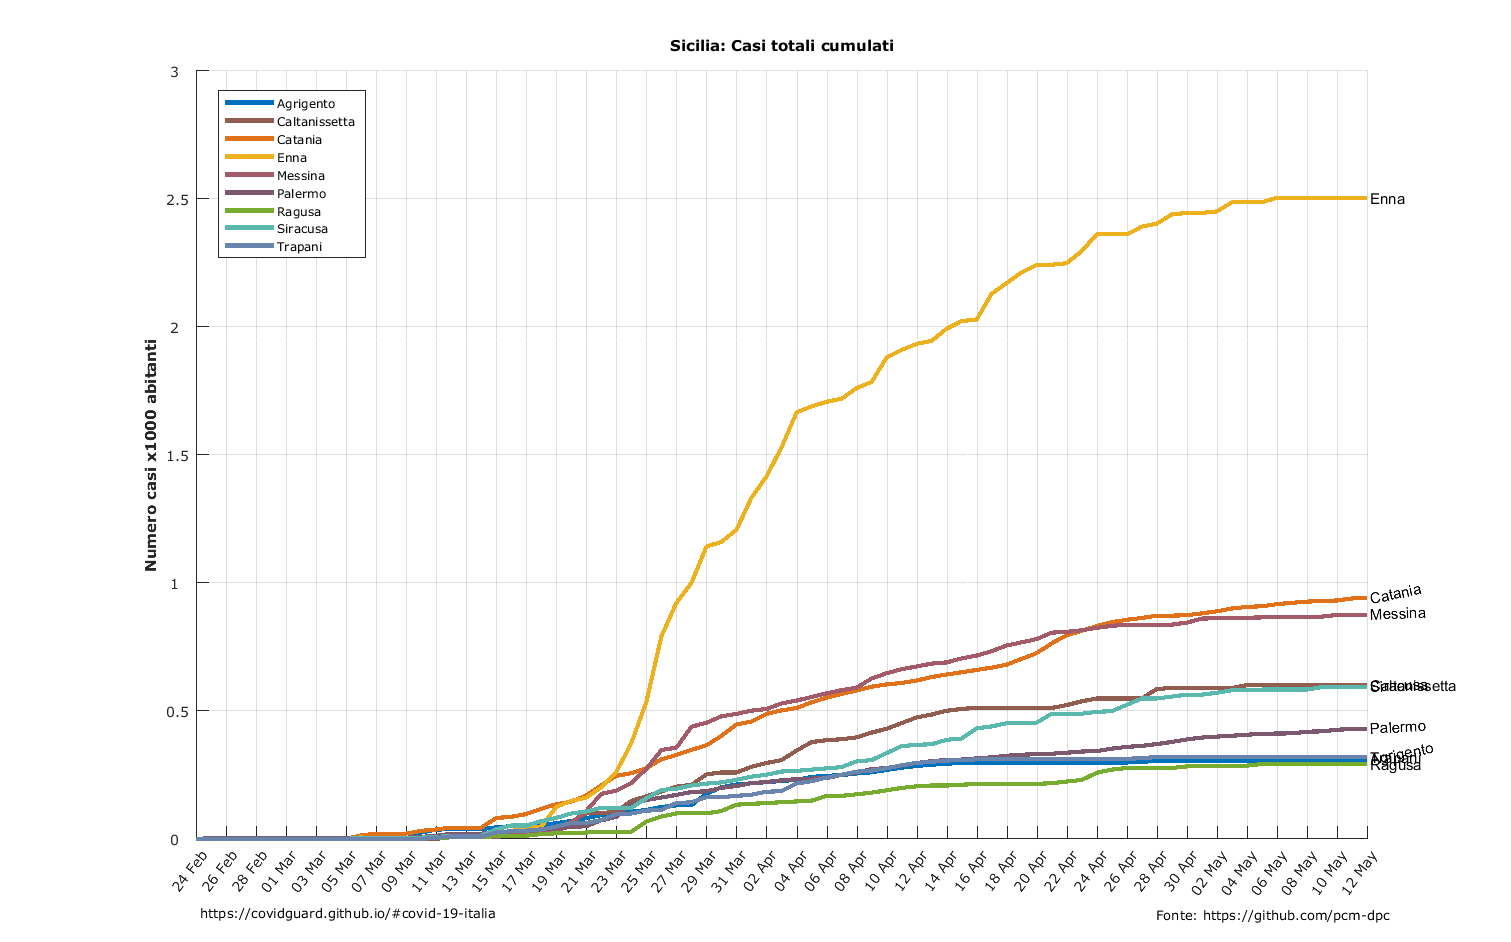 Sicilia: Casi totali cumulati
Numero casi x1000 abitanti
3
2.5
2
1.5
1
0.5
0
Agrigento
Caltanissetta
Catania
Enna
Messina
Palermo
Ragusa
Siracusa
Trapani
Enna
Catania
Messina
Caltanissetta
Siracusa
Palermo
Agrigento
Trapani
Ragusa
24 Feb
26 Feb
28 Feb
01 Mar
03 Mar
05 Mar
07 Mar
09 Mar
11 Mar
13 Mar
15 Mar
17 Mar
19 Mar
21 Mar
23 Mar
25 Mar
27 Mar
29 Mar
31 Mar
02 Apr
04 Apr
06 Apr
08 Apr
10 Apr
12 Apr
14 Apr
16 Apr
18 Apr
20 Apr
22 Apr
24 Apr
26 Apr
28 Apr
30 Apr
02 May
04 May
06 May
08 May
10 May
12 May
https://covidguard.github.io/#covid-19-italia
Fonte: https://github.com/pcm-dpc